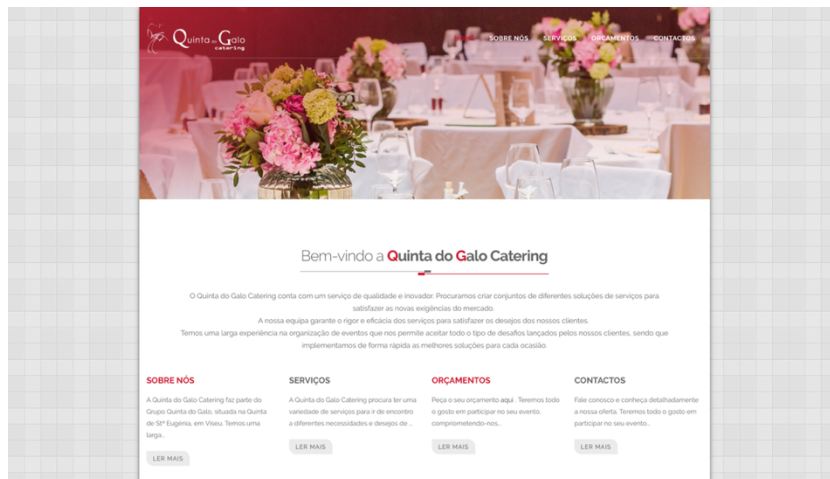 Quinta do Galo
catering
SOBRE NÓS SERVIÇOS ORÇAMENTOS CONTACTOS
Bem-vindo a Quinta do Galo Catering
O Quinta do Galo Catering conta com um serviço de qualidade e inovador. Procuramos criar conjuntos de diferentes soluções de serviços para
satisfazer as novas exigências do mercado.
A nossa equipa garante o rigor e eficácia dos serviços para satisfazer os desejos dos nossos clientes.
Temos uma larga experiência na organização de eventos que nos permite aceitar todo o tipo de desafios lançados pelos nossos clientes, sendo que
implementamos de forma rápida as melhores soluções para cada ocasião.
SOBRE NÓS
A Quinta do Galo Catering faz parte do
Grupo Quinta do Galo, situada na Quinta
de Stª Eugénia, em Viseu. Temos uma
larga...
LER MAIS
SERVIÇOS
A Quinta do Galo Catering procura ter uma
variedade de serviços para ir de encontro
a diferentes necessidades e desejos de ...
LER MAIS
ORÇAMENTOS
Peça o seu orçamento aqui . Teremos todo
o gosto em participar no seu evento,
comprometendo-nos...
LER MAIS
CONTACTOS
Fale conosco e conheça detalhadamente
a nossa oferta. Teremos todo o gosto em
participar no seu evento...
LER MAIS